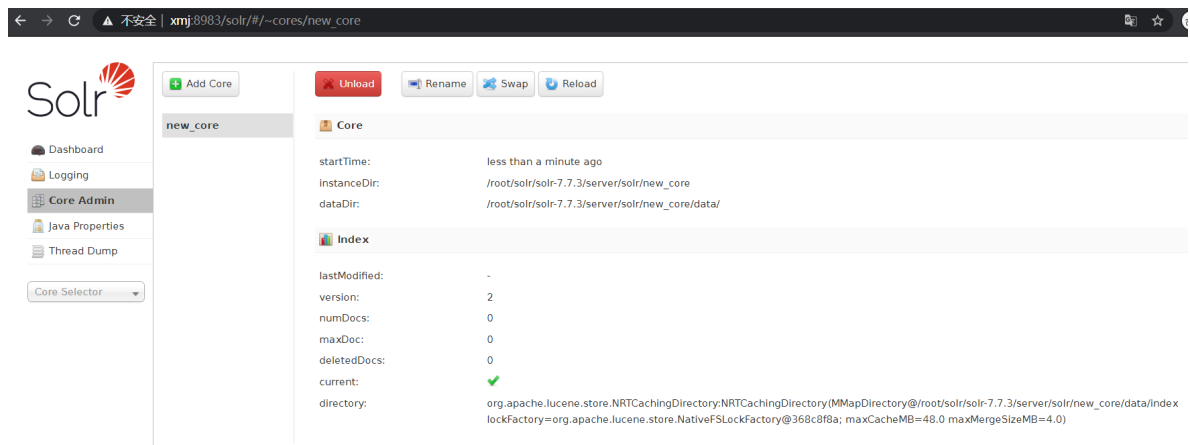 不安全 | xmj:8983/solr/#/~cores/new_core
Solr
Dashboard
Logging
Core Admin
Java Properties
Thread Dump
Core Selector
Add Core
new_core
Unload
Rename
Swap
Reload
Core
startTime: less than a minute ago
instanceDir: /root/solr/solr-7.7.3/server/solr/new_core
dataDir: /root/solr/solr-7.7.3/server/solr/new_core/data/
Index
lastModified: -
version: 2
numDocs: 0
maxDoc: 0
deletedDocs: 0
current:
directory: org.apache.lucene.store.NRTCachingDirectory:NRTCachingDirectory(MMapDirectory@/root/solr/solr-7.7.3/server/solr/new_core/data/index
lockFactory=org.apache.lucene.store.NativeFSLockFactory@368c8f8a; maxCacheMB=48.0 maxMergeSizeMB=4.0)